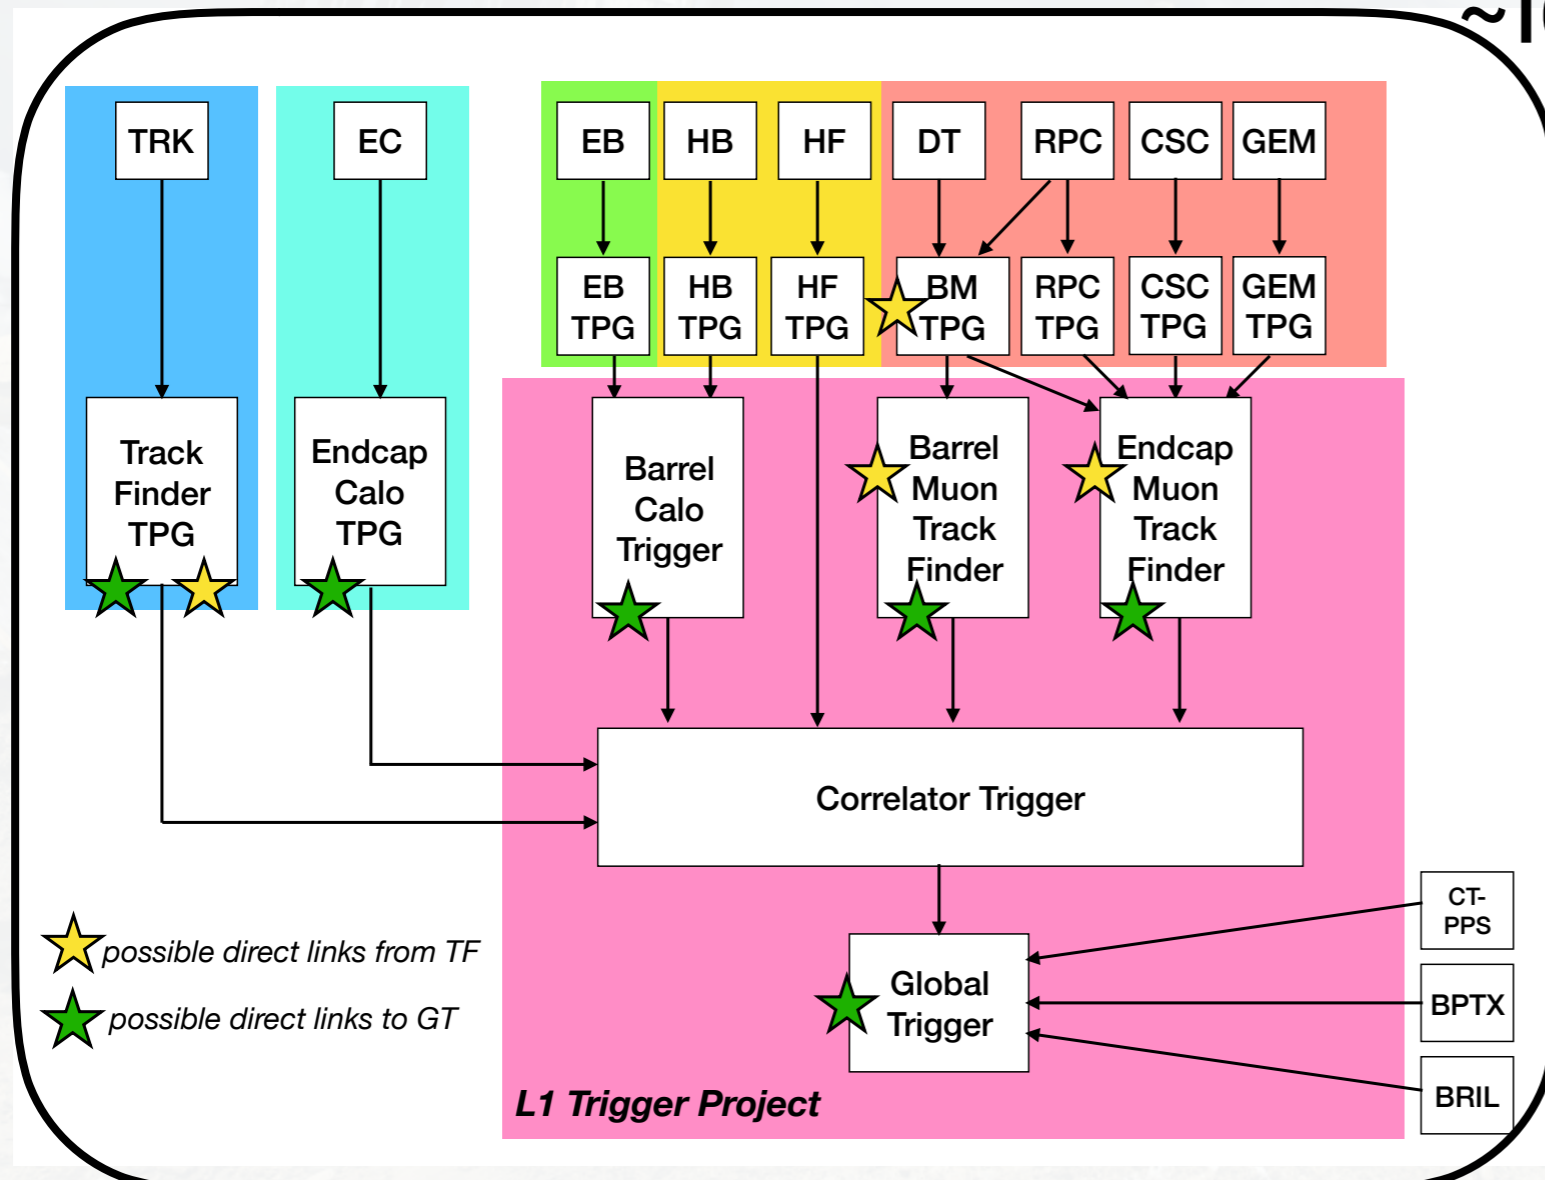 TRK
EC
EB
HB
HF
DT
RPC
CSC
GEM
EB
TPG
HB
TPG
HF
TPG
BM
TPG
RPC
TPG
CSC
TPG
GEM
TPG
Track
Finder
TPG
Endcap
Calo
TPG
Barrel
Calo
Trigger
Barrel
Muon
Track
Finder
Endcap
Muon
Track
Finder
Correlator Trigger
Global
Trigger
CT-
PPS
BPTX
BRIL
possible direct links from TF
possible direct links to GT
L1 Trigger Project